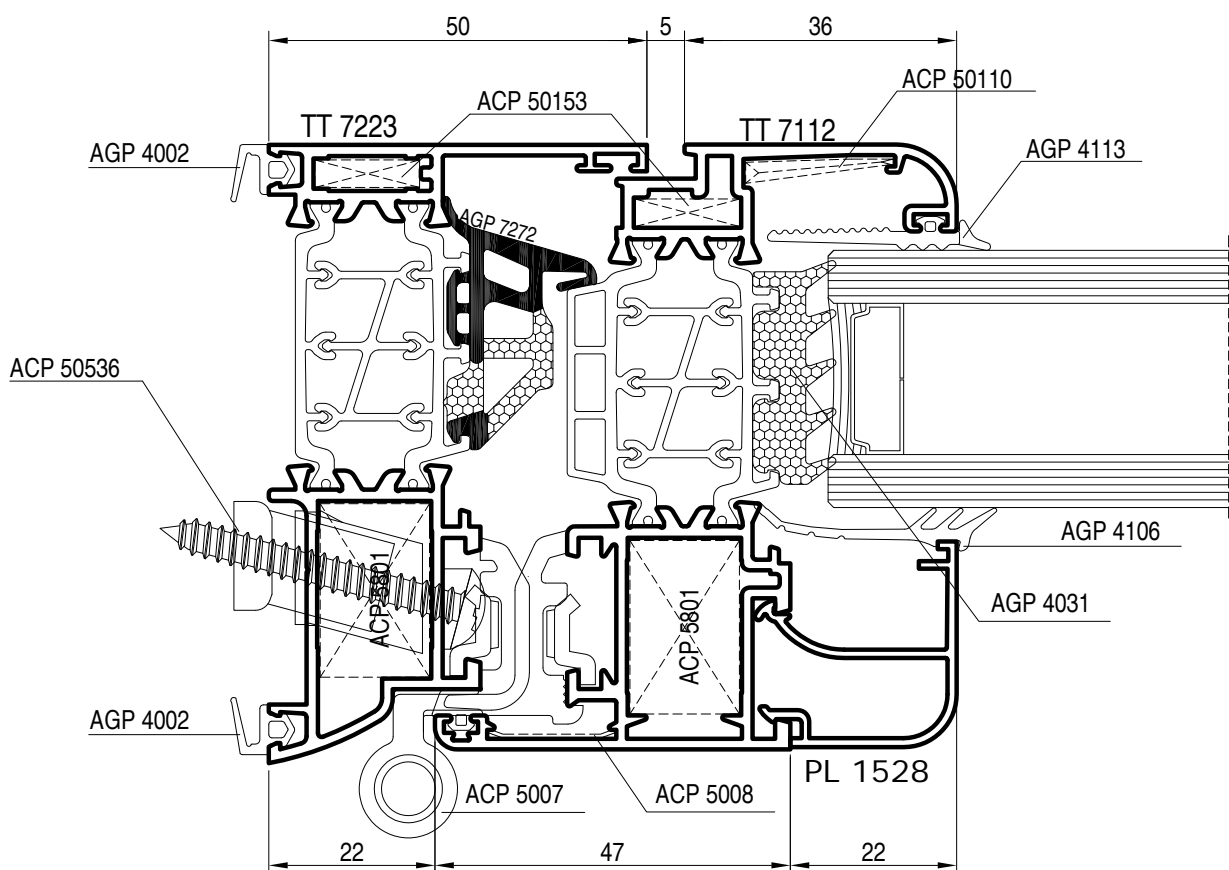 50 5 36
ACP 50110
ACP 50153
TT 7223
TT 7112
AGP 4002
AGP 4113
AGP 7272
ACP 50536
AGP 4106
ACP 5801
AGP 4031
ACP 5801
AGP 4002
PL 1528
ACP 5007
ACP 5008
22 47 22